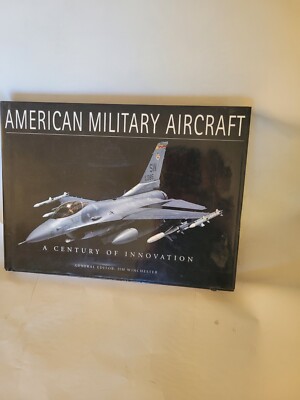 AMERICAN MILITARY AIRCRAFT
A CENTURY OF INNOVATION
GENERAL EDITOR: JIM WINCHESTER